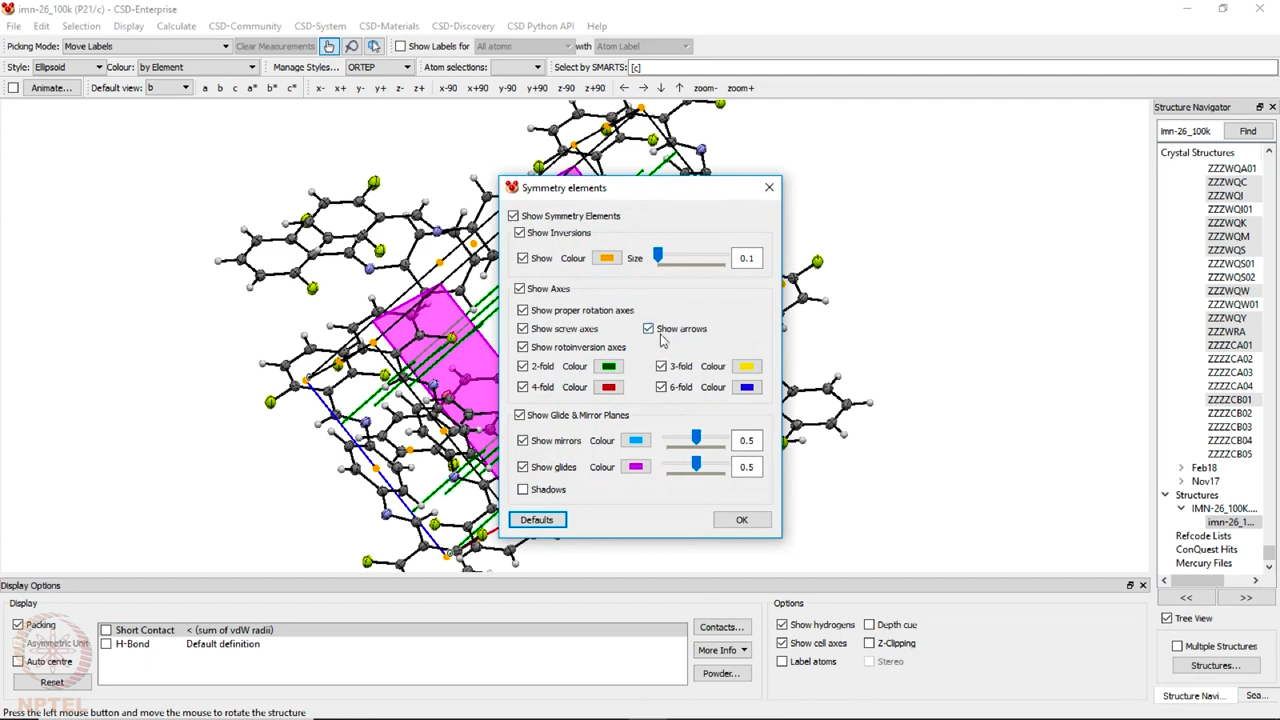 imn-26_100k (P21/c) - CSD-Enterprise
File Edit Selection Display Calculate CSD-Community CSD-System CSD-Materials CSD-Discovery CSD Python API Help
Picking Mode: Move Labels Clear Measurements Show Labels for All atoms with Atom Label
Style: Ellipsoid Colour: by Element Manage Styles... ORTEP Atom selections: Select by SMARTS: [c]
Animate... Default view: b a b c a* b* c* x- x+ y- y+ z- z+ x-90 x+90 y-90 y+90 z-90 z+90 ← → ↓ ↑ zoom- zoom+
Structure Navigator
imn-26_100k Find
Crystal Structures
ZZZWQA01
ZZZWQC
ZZZWQI
ZZZWQI01
ZZZWQK
ZZZWQM
ZZZWQS
ZZZWQS01
ZZZWQS02
ZZZWQW
ZZZWQW01
ZZZWQY
ZZZWRA
ZZZZCA01
ZZZZCA02
ZZZZCA03
ZZZZCA04
ZZZZCB01
ZZZZCB02
ZZZZCB03
ZZZZCB04
ZZZZCB05
Feb18
Nov17
Structures
IMN-26_100K....
imn-26_1...
Refcode Lists
ConQuest Hits
Mercury Files
<< >>
Tree View
Multiple Structures
Structures...
Structure Navi... Sea...
Symmetry elements
Show Symmetry Elements
Show Inversions
Show Colour Size 0.1
Show Axes
Show proper rotation axes
Show screw axes Show arrows
Show rotoinversion axes
2-fold Colour 3-fold Colour
4-fold Colour 6-fold Colour
Show Glide & Mirror Planes
Show mirrors Colour 0.5
Show glides Colour 0.5
Shadows
Defaults OK
Display Options
Display
Packing
Asymmetric Unit
Auto centre
Reset
Short Contact < (sum of vdW radii)
H-Bond Default definition
Contacts...
More Info
Powder...
Options
Show hydrogens Depth cue
Show cell axes Z-Clipping
Label atoms Stereo
NPTEL
Press the left mouse button and move the mouse to rotate the structure